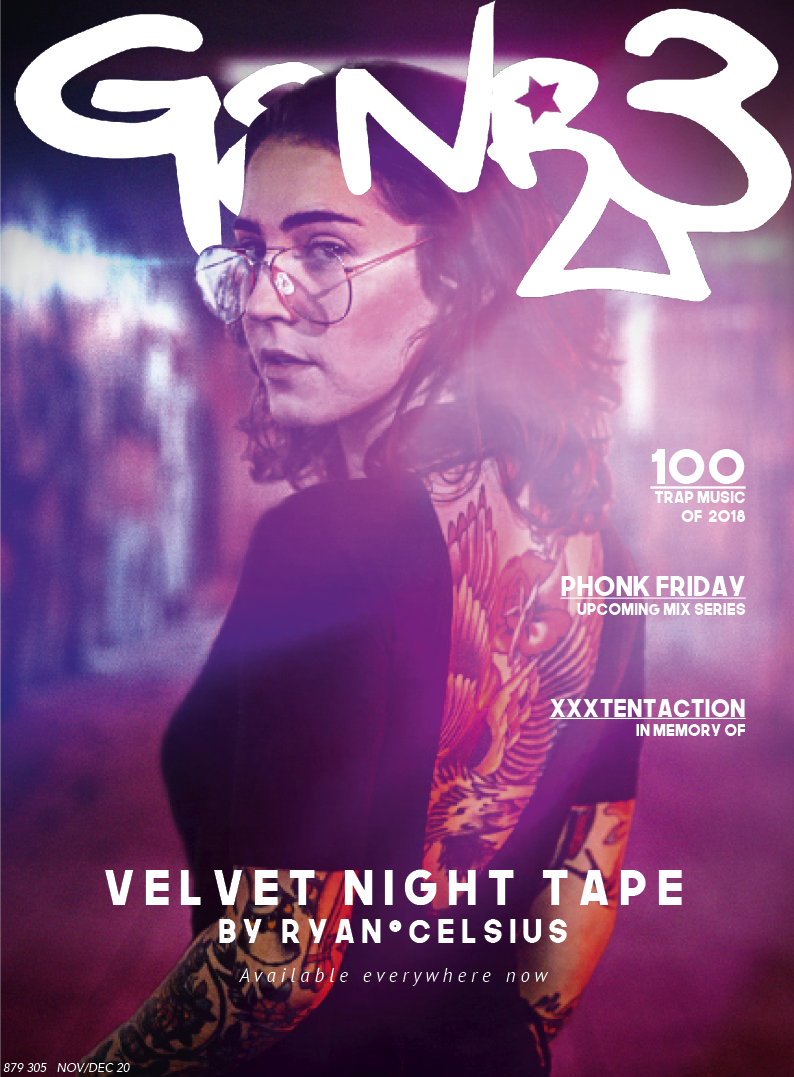 GENR3
100
TRAP MUSIC
OF 2018
PHONK FRIDAY
UPCOMING MIX SERIES
XXXTENTACTION
IN MEMORY OF
VELVET NIGHT TAPE
BY RYAN°CELSIUS
Available everywhere now
879 305 NOV/DEC 20